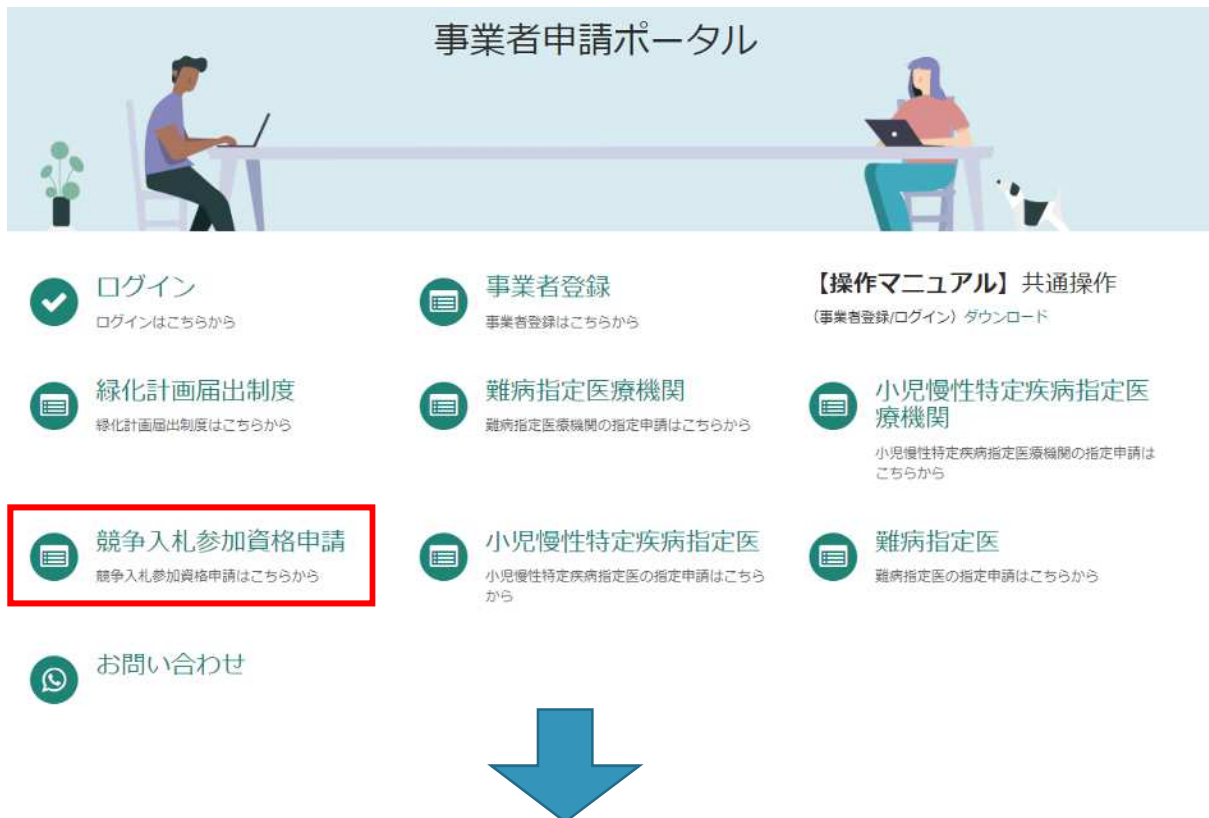 事業者申請ポータル
ログイン
ログインはこちらから
事業者登録
事業者登録はこちらから
【操作マニュアル】共通操作
(事業者登録/ログイン) ダウンロード
緑化計画届出制度
緑化計画届出制度はこちらから
難病指定医療機関
難病指定医療機関の指定申請はこちらから
小児慢性特定疾病指定医
療機関
小児慢性特定疾病指定医療機関の指定申請は
こちらから
競争入札参加資格申請
競争入札参加資格申請はこちらから
小児慢性特定疾病指定医
小児慢性特定疾病指定医の指定申請はこちら
から
難病指定医
難病指定医の指定申請はこちらから
お問い合わせ